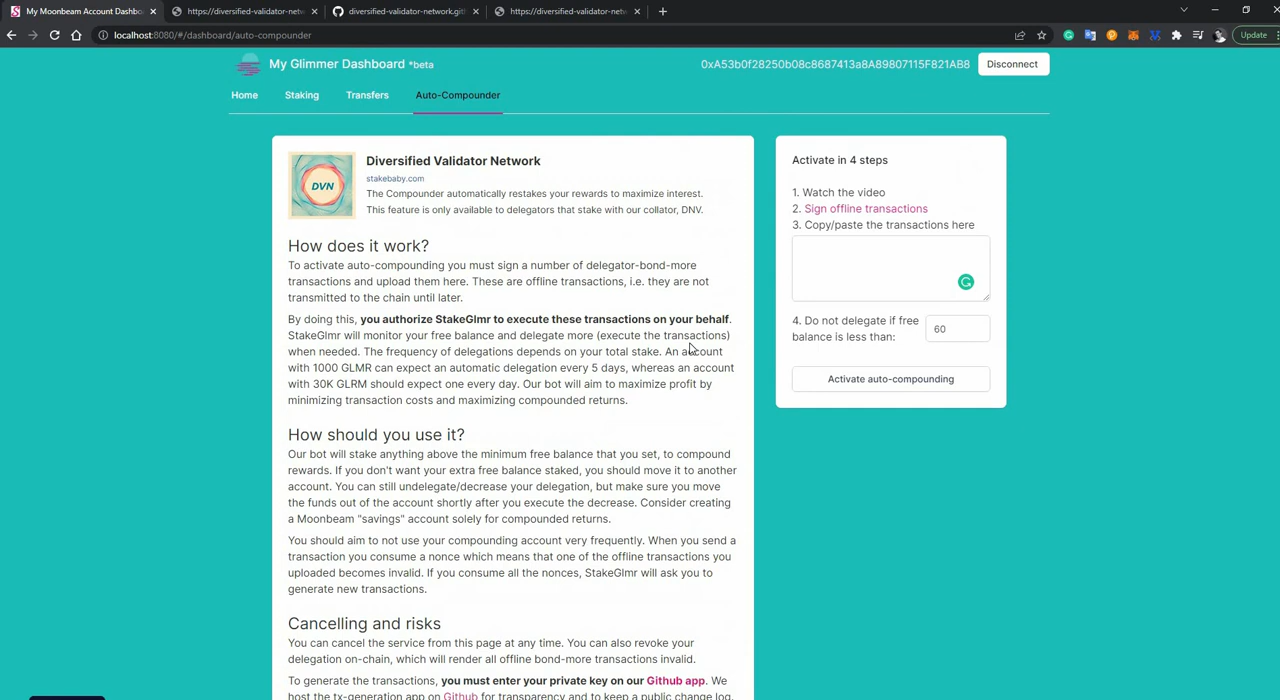 My Moonbeam Account Dashbo
https://diversified-validator-netw
diversified-validator-network.git
https://diversified-validator-netw
localhost:8080/#/dashboard/auto-compounder
Update
My Glimmer Dashboard *beta
0xA53b0f28250b08c8687413a8A89807115F821AB8
Disconnect
Home
Staking
Transfers
Auto-Compounder
DVN
Diversified Validator Network
stakebaby.com
The Compounder automatically restakes your rewards to maximize interest.
This feature is only available to delegators that stake with our collator, DNV.
How does it work?
To activate auto-compounding you must sign a number of delegator-bond-more
transactions and upload them here. These are offline transactions, i.e. they are not
transmitted to the chain until later.
By doing this, you authorize StakeGlmr to execute these transactions on your behalf.
StakeGlmr will monitor your free balance and delegate more (execute the transactions)
when needed. The frequency of delegations depends on your total stake. An account
with 1000 GLMR can expect an automatic delegation every 5 days, whereas an account
with 30K GLRM should expect one every day. Our bot will aim to maximize profit by
minimizing transaction costs and maximizing compounded returns.
How should you use it?
Our bot will stake anything above the minimum free balance that you set, to compound
rewards. If you don't want your extra free balance staked, you should move it to another
account. You can still undelegate/decrease your delegation, but make sure you move
the funds out of the account shortly after you execute the decrease. Consider creating
a Moonbeam "savings" account solely for compounded returns.
You should aim to not use your compounding account very frequently. When you send a
transaction you consume a nonce which means that one of the offline transactions you
uploaded becomes invalid. If you consume all the nonces, StakeGlmr will ask you to
generate new transactions.
Cancelling and risks
You can cancel the service from this page at any time. You can also revoke your
delegation on-chain, which will render all offline bond-more transactions invalid.
To generate the transactions, you must enter your private key on our Github app. We
host the tx-generation app on Github for transparency and to keep a public change log.
Activate in 4 steps
1. Watch the video
2. Sign offline transactions
3. Copy/paste the transactions here
4. Do not delegate if free
balance is less than:
60
Activate auto-compounding